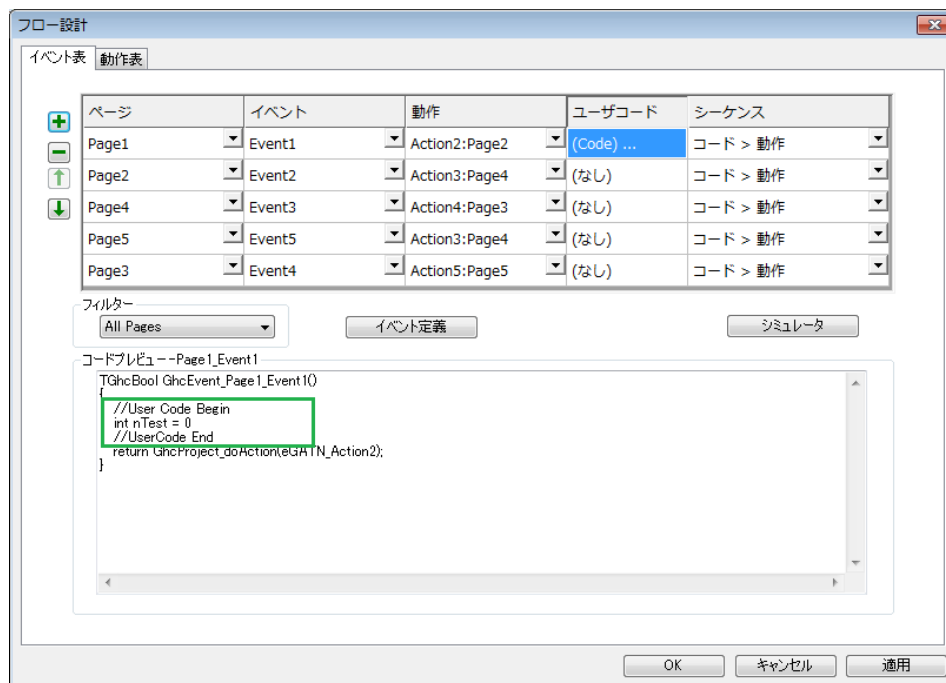 フロー設計
イベント表 動作表
ページ イベント 動作 ユーザコード シーケンス
Page1 Event1 Action2:Page2 (Code) ... コード > 動作
Page2 Event2 Action3:Page4 (なし) コード > 動作
Page4 Event3 Action4:Page3 (なし) コード > 動作
Page5 Event5 Action3:Page4 (なし) コード > 動作
Page3 Event4 Action5:Page5 (なし) コード > 動作
フィルター
All Pages イベント定義 シミュレータ
コードプレビュー-Page1_Event1
TGhcBool GhcEvent_Page1_Event1()
{
//User Code Begin
int nTest = 0
//UserCode End
return GhcProject_doAction(eGATN_Action2);
}
OK キャンセル 適用